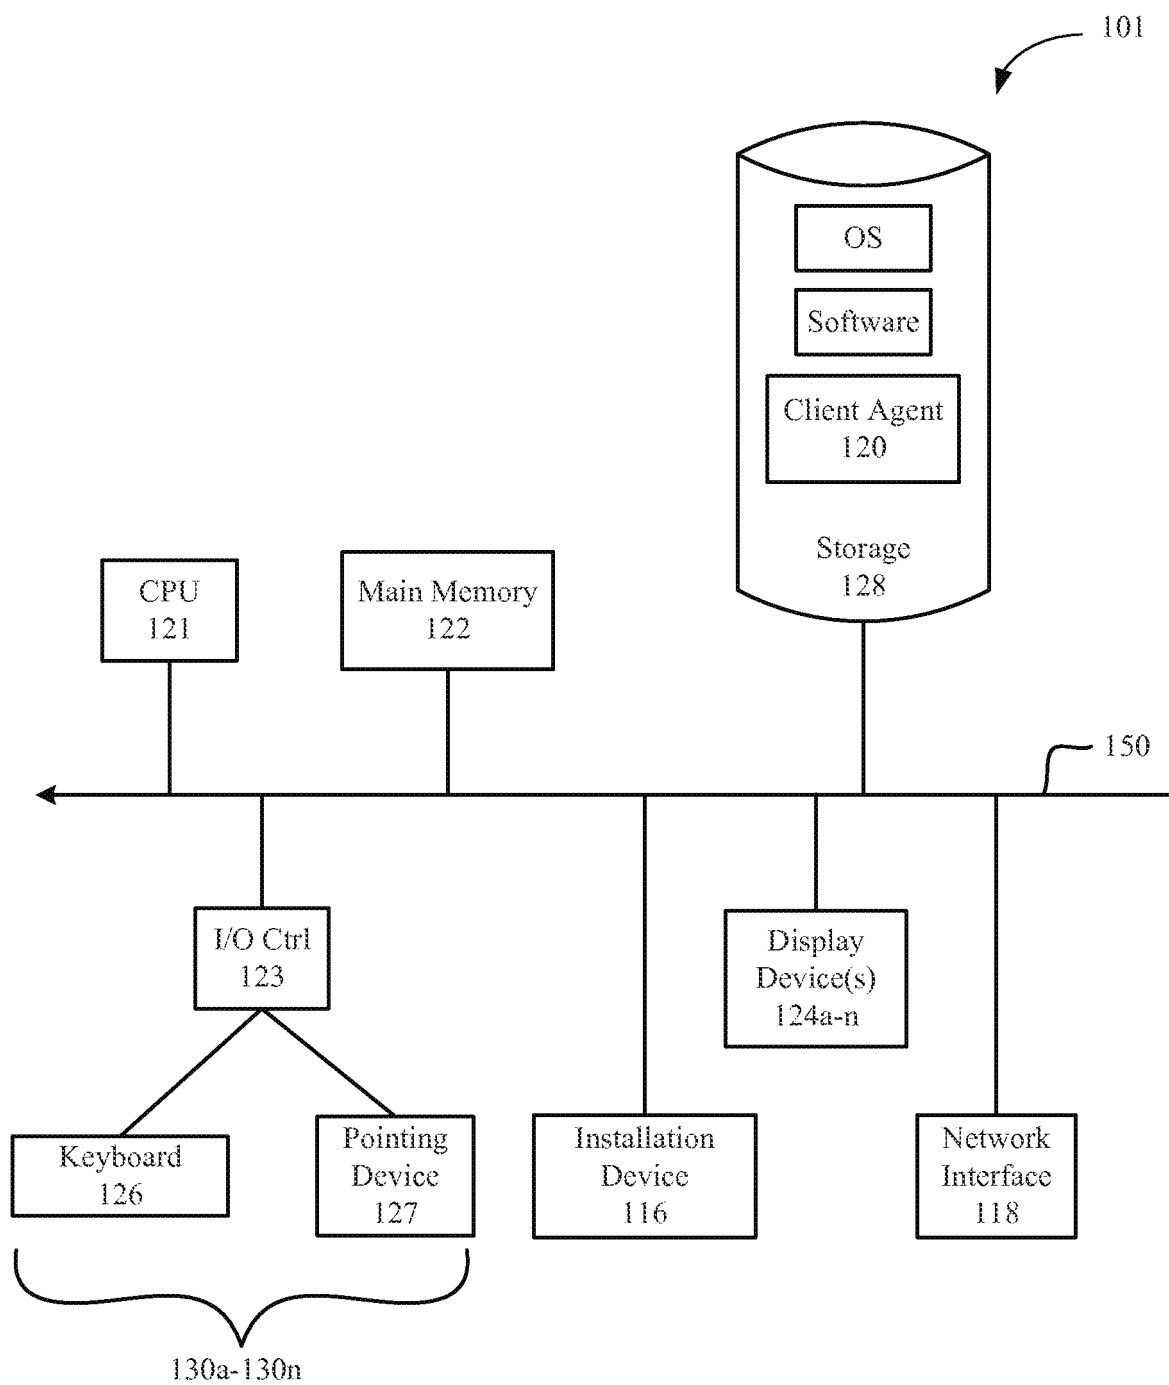 101
OS
Software
Client Agent
120
Storage
128
CPU
121
Main Memory
122
150
I/O Ctrl
123
Display
Device(s)
124a-n
Keyboard
126
Pointing
Device
127
Installation
Device
116
Network
Interface
118
130a-130n